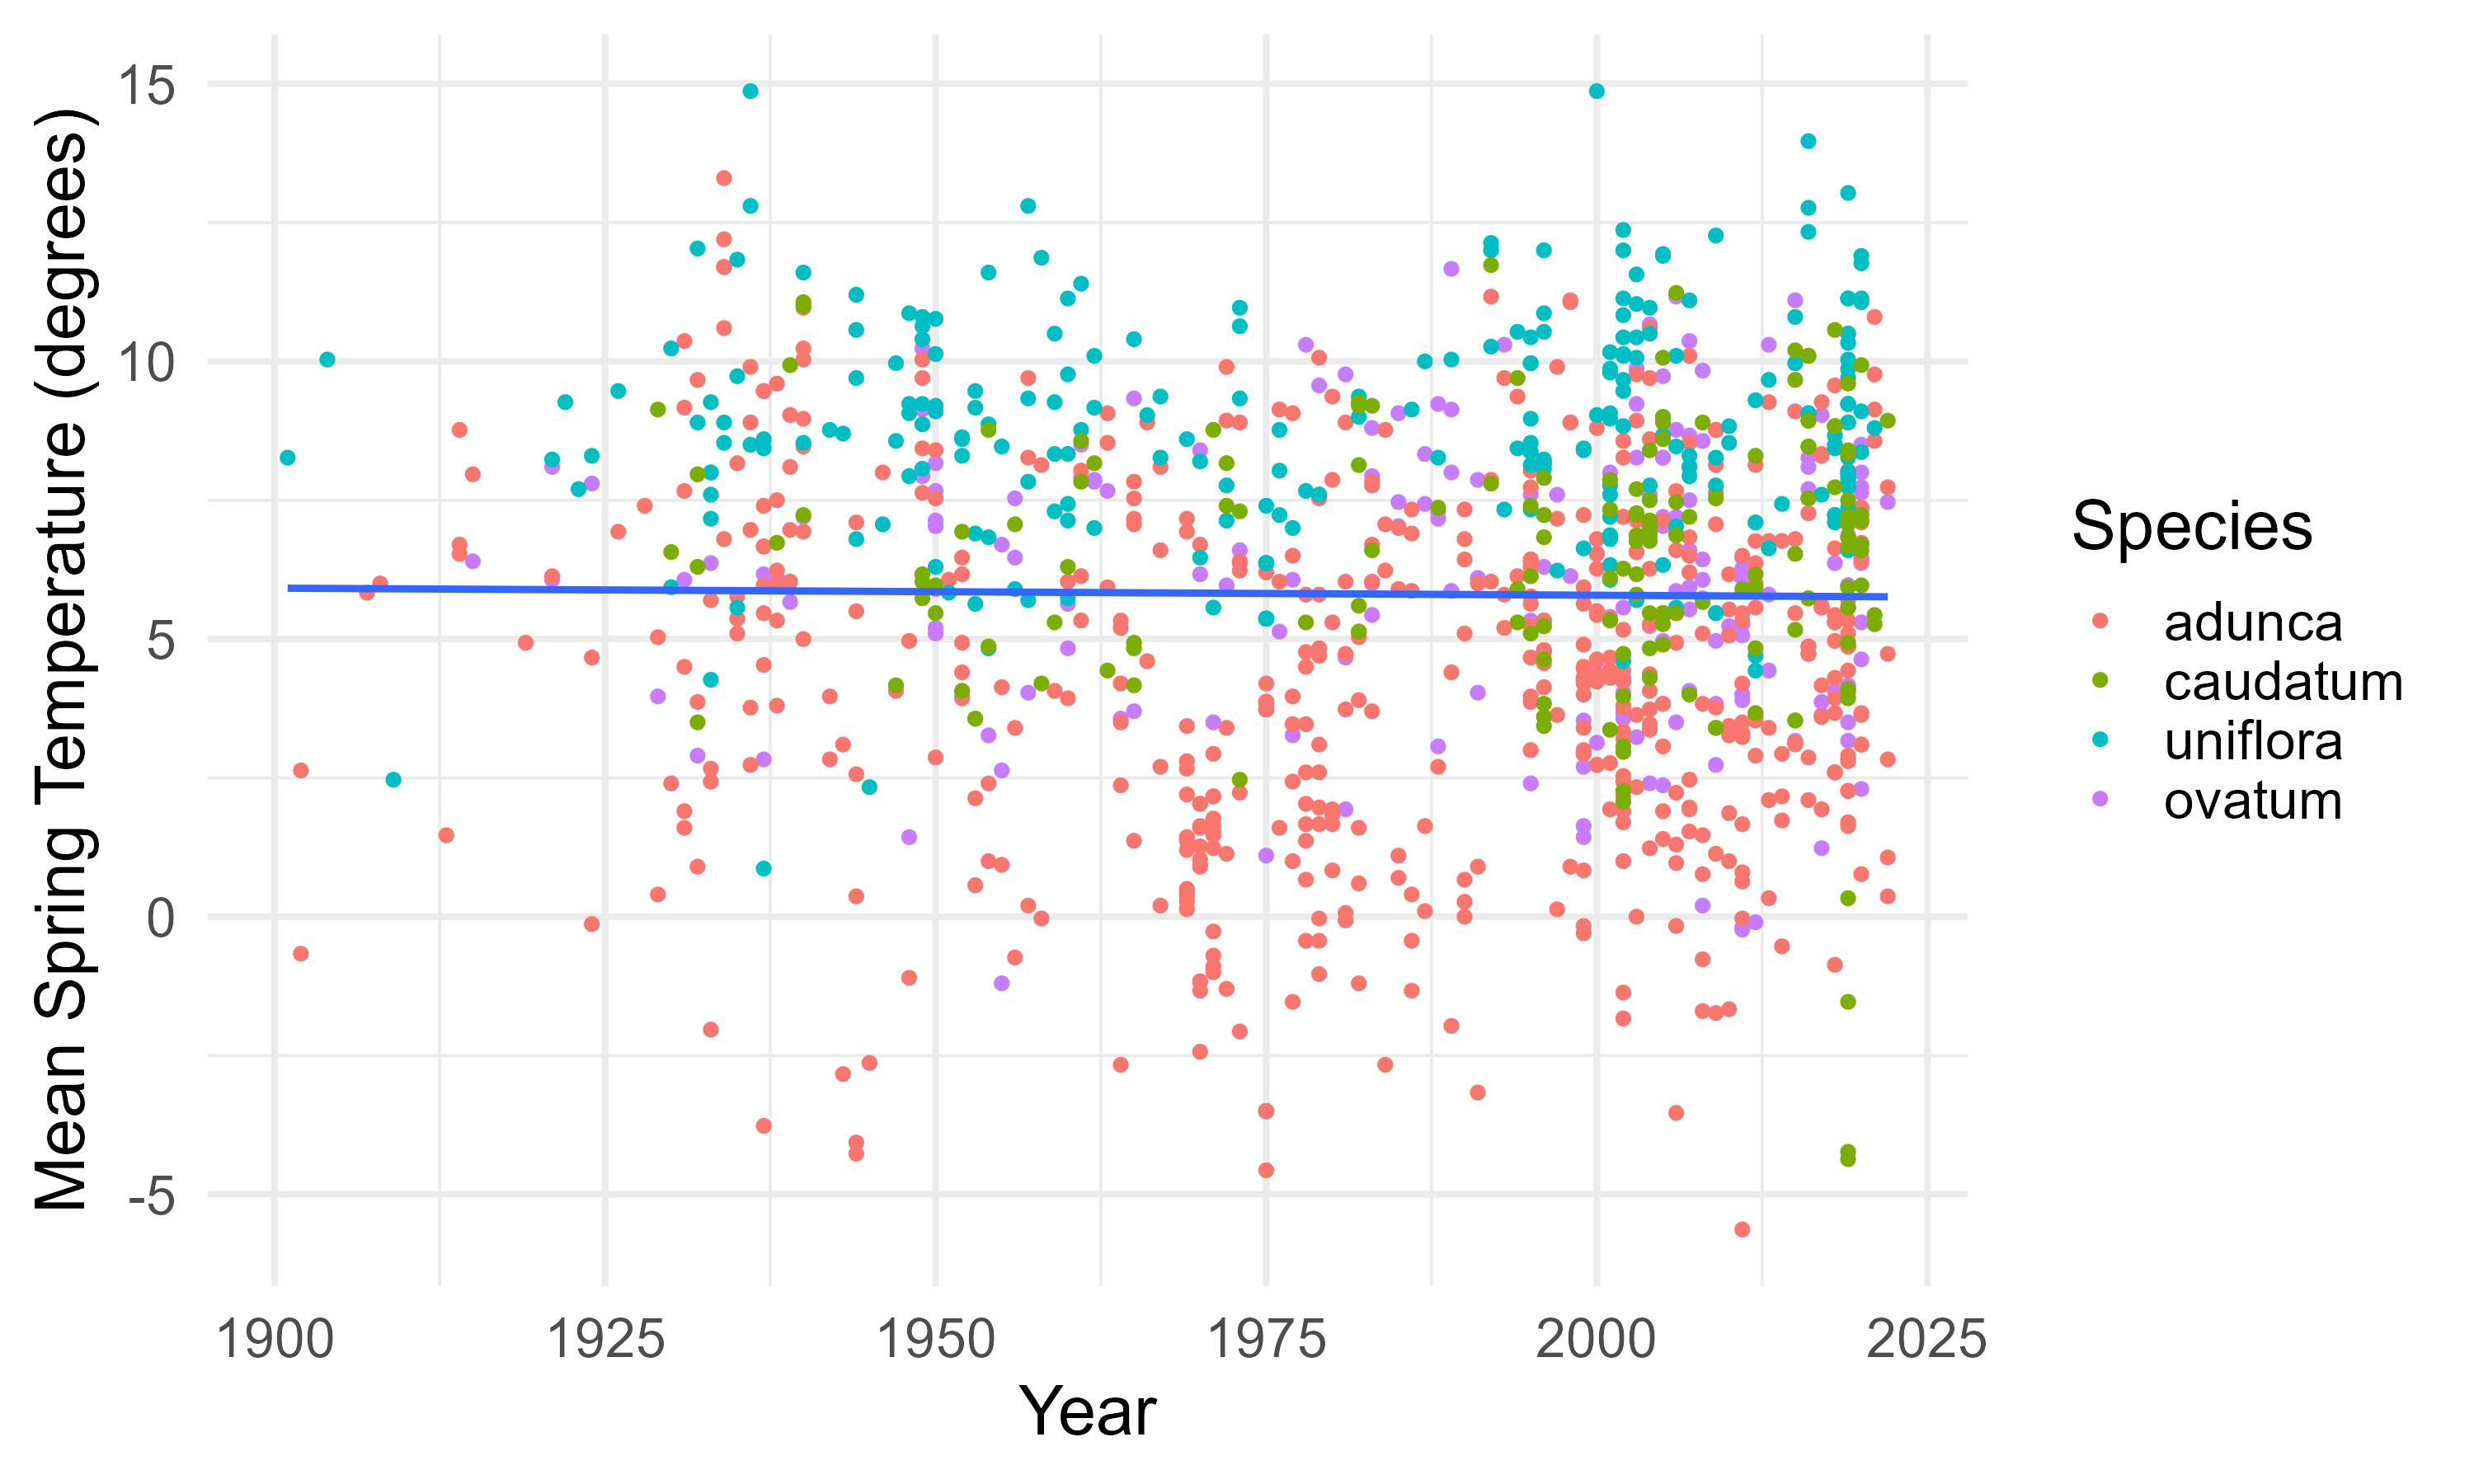 Mean Spring Temperature (degrees)
15
10
5
0
-5
1900 1925 1950 1975 2000 2025
Year
Species
adunca
caudatum
uniflora
ovatum